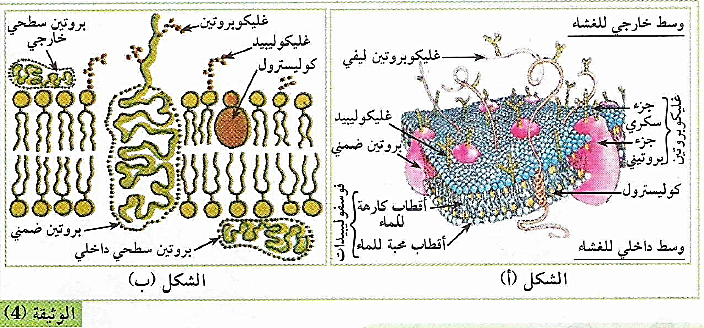 وسط خارجي للغشاء
غليكوبروتين ليفي
جزء
سكري
جزء
بروتيني
غليكوبروتين
غليكوليبيد
بروتين ضمني
كوليسترول
أقطاب كارهة
للماء
أقطاب محبة للماء
فوسفوليبيدات
وسط داخلي للغشاء
الشكل (أ)
بروتين سطحي
خارجي
غليكوبروتين
غليكوليبيد
كوليسترول
بروتين ضمني
بروتين سطحي داخلي
الشكل (ب)
الوثيقة (4)